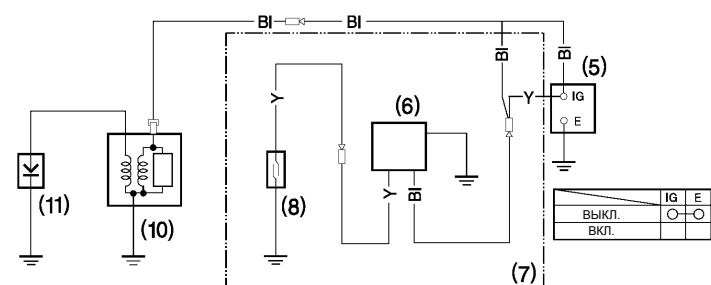 Bl Bl
Bl
Bl
(5)
Y
(6)
Y
IG
E
(8)
Y
Bl
(11)
(10)
(7)
IG E
ВЫКЛ.
ВКЛ.